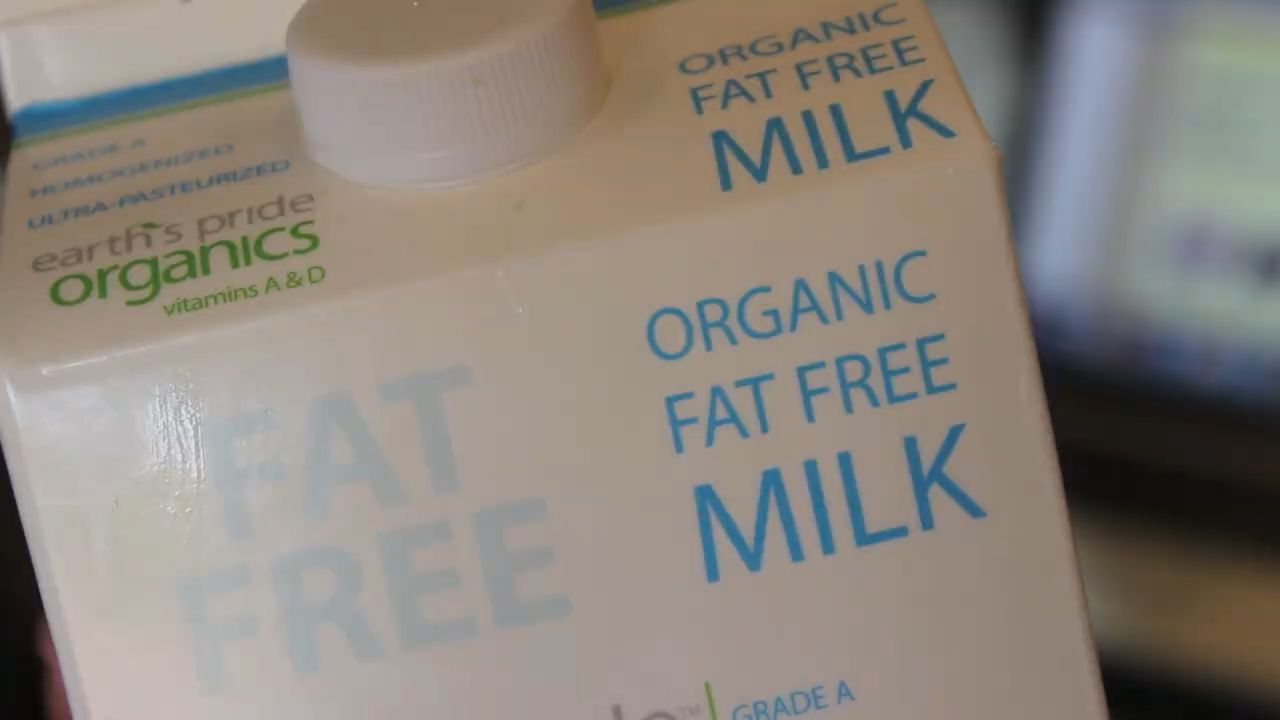 GRADE A
HOMOGENIZED
ULTRA-PASTEURIZED
earth's pride
organics
vitamins A & D
ORGANIC
FAT FREE
MILK
FAT
FREE
ORGANIC
FAT FREE
MILK
GRADE A